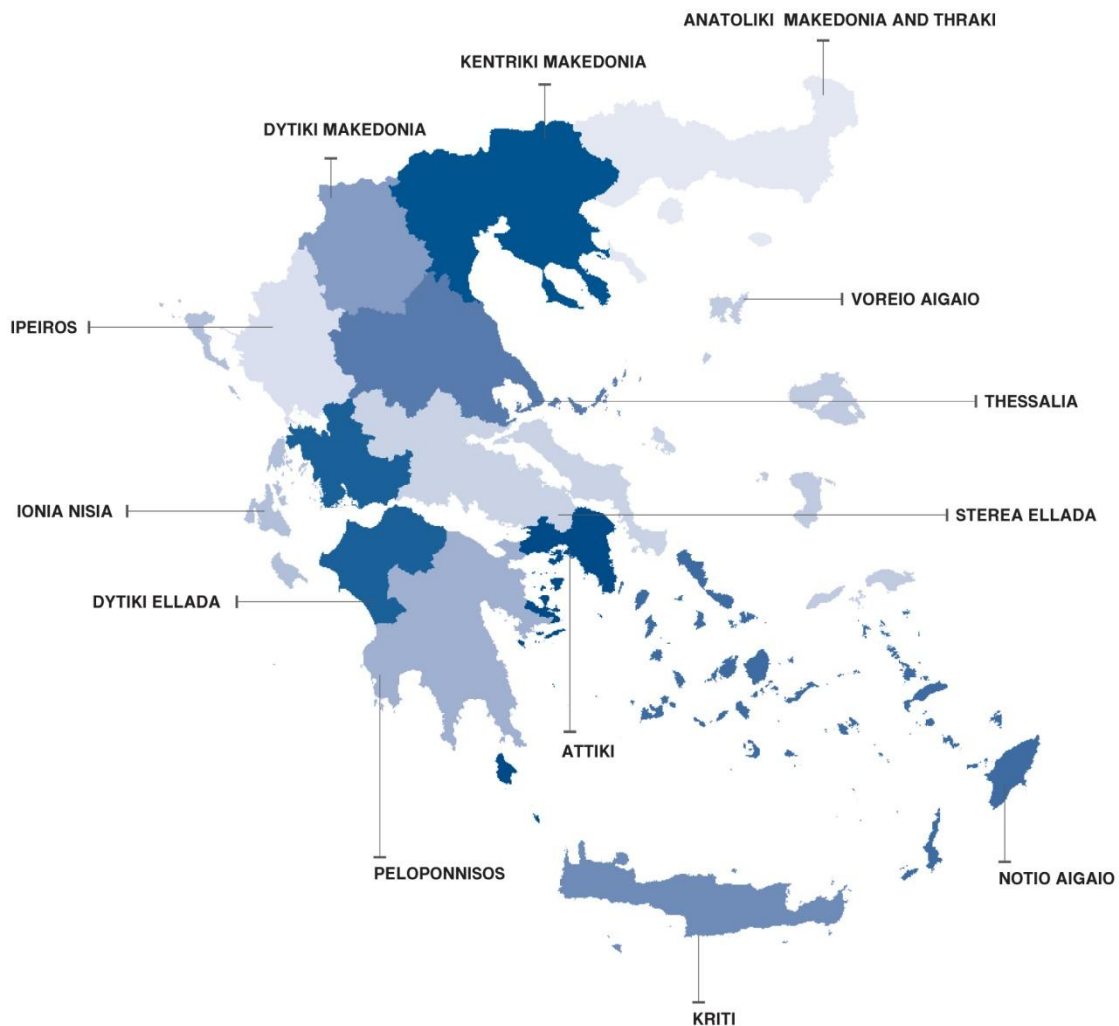 ANATOLIKI MAKEDONIA AND THRAKI
KENTRIKI MAKEDONIA
DYTIKI MAKEDONIA
VOREIO AIGAIO
IPEIROS
THESSALIA
IONIA NISIA
STEREA ELLADA
DYTIKI ELLADA
ATTIKI
PELOPONNISOS
NOTIO AIGAIO
KRITI